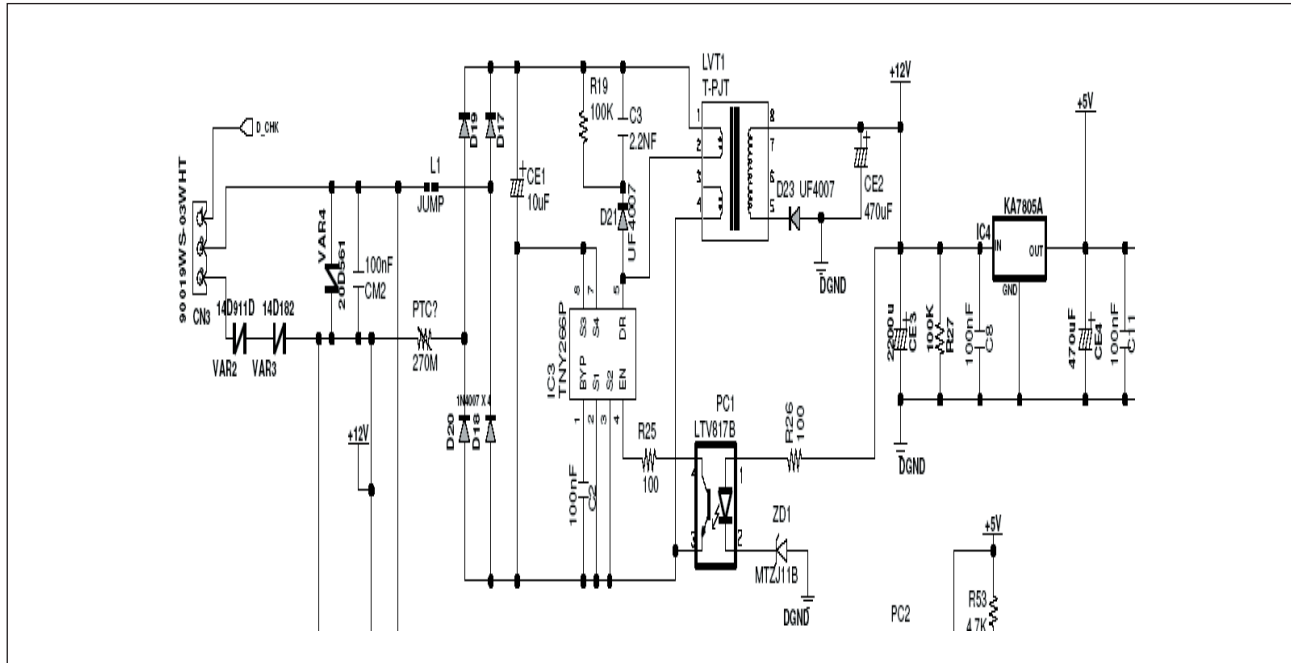 LVT1
T-PJT
+12V
+5V
R19
100K
C3
2.2NF
1
2
3
4
8
7
6
5
D_CHK
D19
D17
L1
JUMP
+
CE1
10uF
D21
UF4007
D23
UF4007
+
CE2
470uF
DGND
KA7805A
IC4
IN
OUT
GND
90019WS-03WHT
1
2
3
CN3
VAR4
20D561
100nF
CM2
14D911D
14D182
VAR2
VAR3
PTC?
270M
8
7
5
S3
S4
DR
BYP
S1
S2
EN
IC3
TNY266P
1
2
3
4
2200u
CE3
100K
R27
100nF
C8
+
470uF
CE4
100nF
C11
DGND
1N4007 X 4
D20
D18
+12V
100nF
C2
R25
100
PC1
LTV817B
4
3
1
2
R26
100
ZD1
MTZJ11B
DGND
+5V
PC2
R53
4.7K